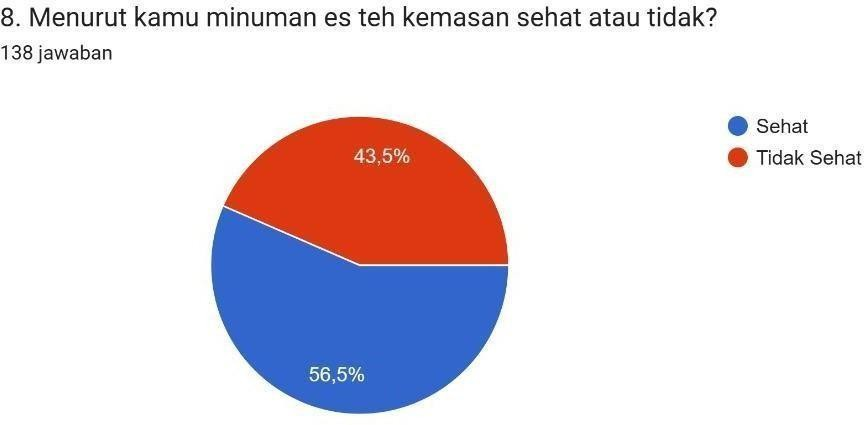 8. Menurut kamu minuman es teh kemasan sehat atau tidak?
138 jawaban
43,5%
56,5%
Sehat
Tidak Sehat